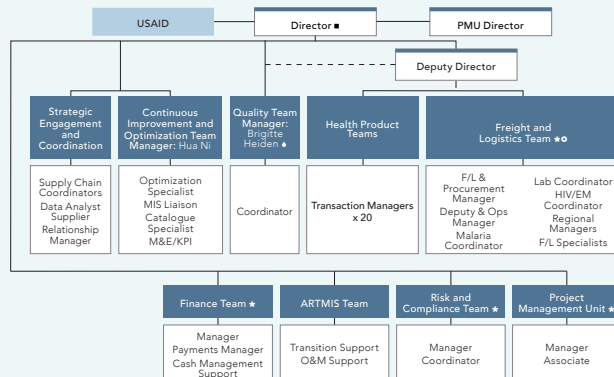 USAID
Director ■
PMU Director
Deputy Director
Strategic
Engagement
and
Coordination
Continuous
Improvement and
Optimization Team
Manager: Hua Ni
Quality Team
Manager:
Brigitte
Heiden
Health Product
Teams
Freight and
Logistics Team ★✪
Supply Chain
Coordinators
Data Analyst
Supplier
Relationship
Manager
Optimization
Specialist
MIS Liaison
Catalogue
Specialist
M&E/KPI
Coordinator
Transaction Managers
x 20
F/L &
Procurement
Manager
Deputy & Ops
Manager
Malaria
Coordinator
Lab Coordinator
HIV/EM
Coordinator
Regional
Managers
F/L Specialists
Finance Team ★
ARTMIS Team
Risk and
Compliance Team ★
Project
Management Unit ★
Manager
Payments Manager
Cash Management
Support
Transition Support
O&M Support
Manager
Coordinator
Manager
Associate